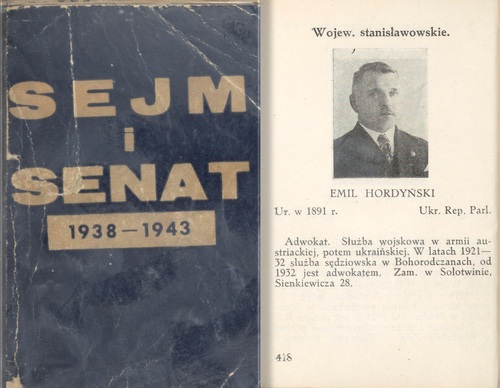 SEJM
i
SENAT
1938 — 1943
Wojew. stanisławowskie.
EMIL HORDYŃSKI
Ur. w 1891 r. Ukr. Rep. Parl.
Adwokat. Służba wojskowa w armii au-
striackiej, potem ukraińskiej. W latach 1921—
32 służba sędziowska w Bohorodczanach, od
1932 jest adwokatem. Zam. w Sołotwinie,
Sienkiewicza 28.
418